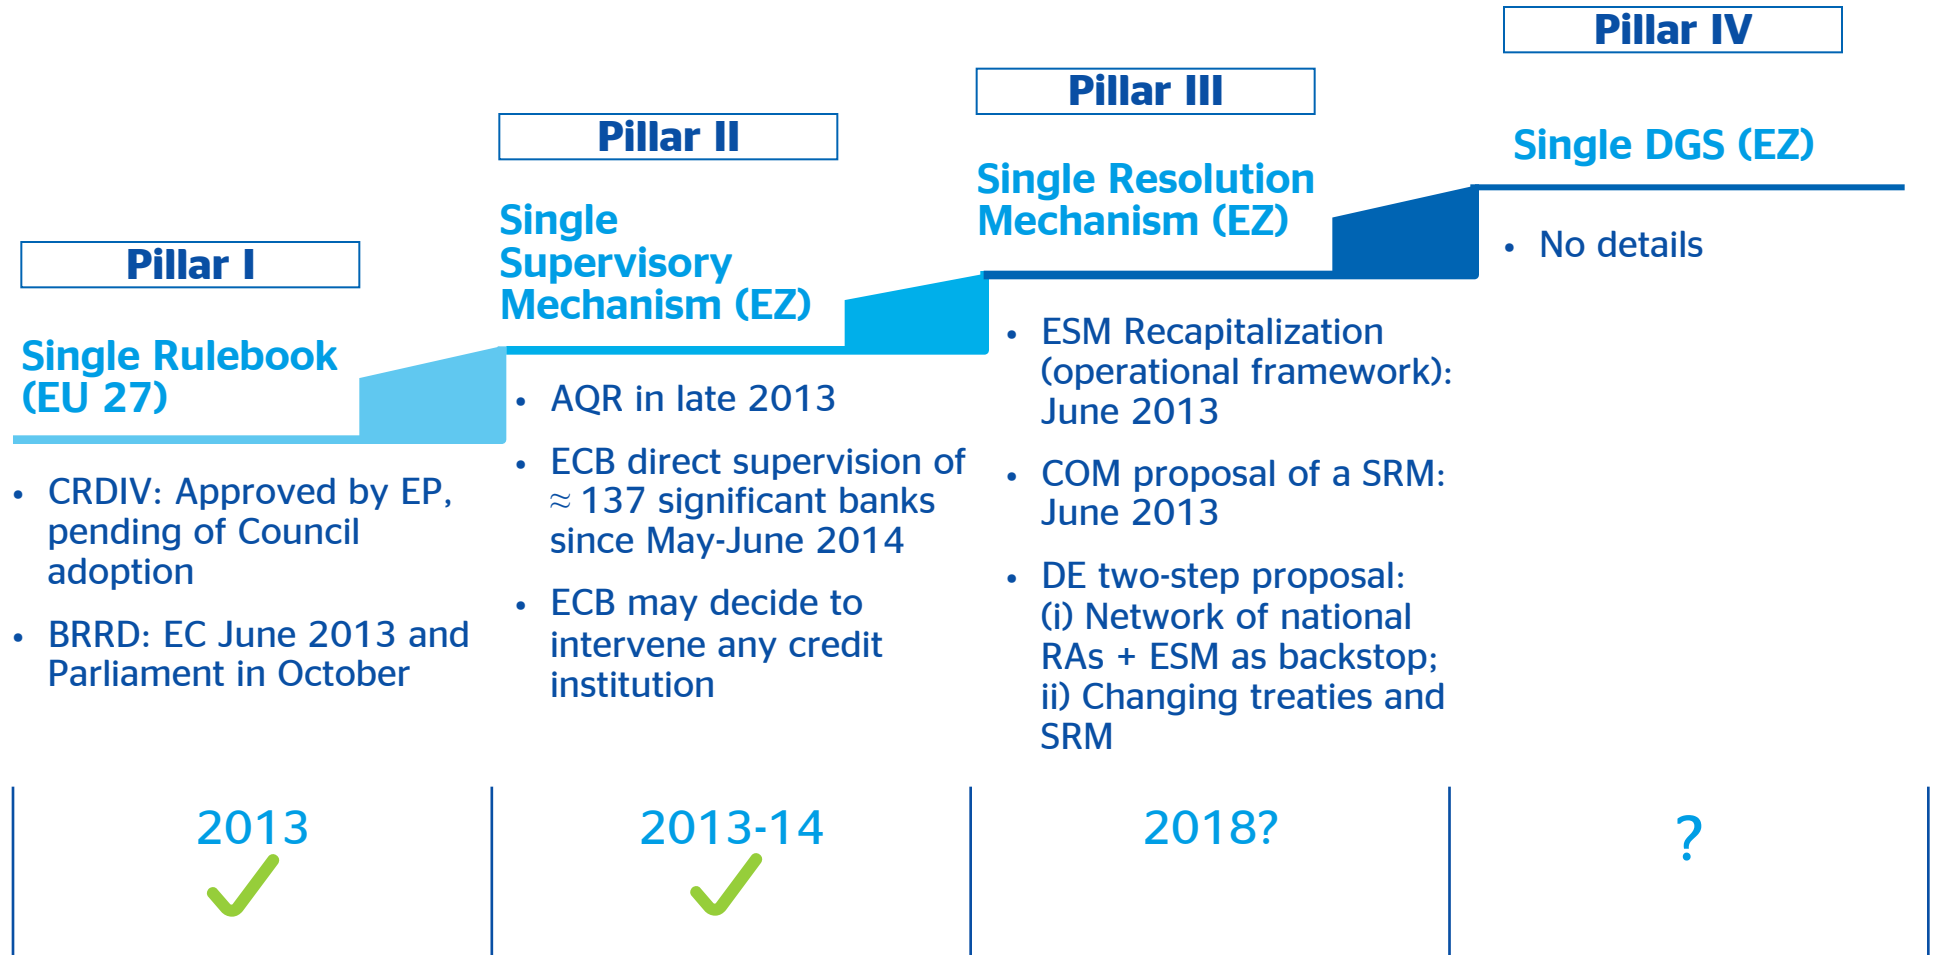 Pillar I
Single Rulebook
(EU 27)
• CRDIV: Approved by EP,
pending of Council
adoption
• BRRD: EC June 2013 and
Parliament in October
2013
Pillar II
Single
Supervisory
Mechanism (EZ)
• AQR in late 2013
• ECB direct supervision of
≈ 137 significant banks
since May-June 2014
• ECB may decide to
intervene any credit
institution
2013-14
Pillar III
Single Resolution
Mechanism (EZ)
• ESM Recapitalization
(operational framework):
June 2013
• COM proposal of a SRM:
June 2013
• DE two-step proposal:
(i) Network of national
RAs + ESM as backstop;
ii) Changing treaties and
SRM
2018?
Pillar IV
Single DGS (EZ)
• No details
?